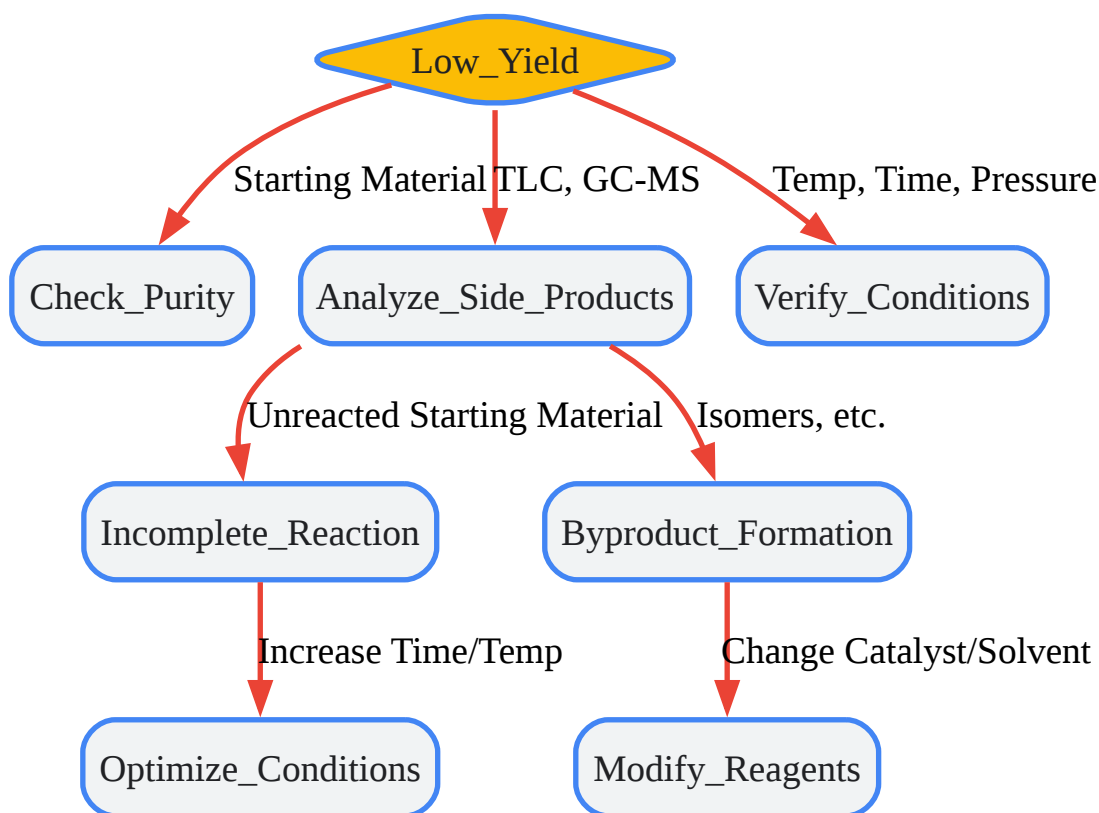 Low_Yield
Starting Material
TLC, GC-MS
Temp, Time, Pressure
Check_Purity
Analyze_Side_Products
Verify_Conditions
Unreacted Starting Material
Isomers, etc.
Incomplete_Reaction
Byproduct_Formation
Increase Time/Temp
Change Catalyst/Solvent
Optimize_Conditions
Modify_Reagents